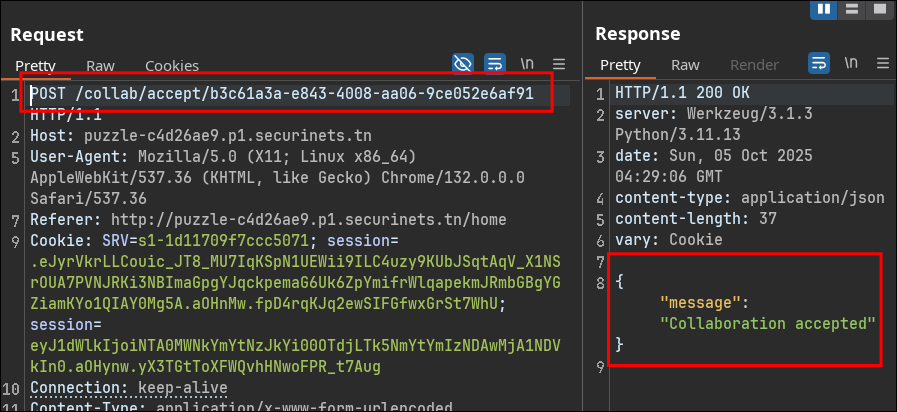 Request
Pretty Raw Cookies \n
1 POST /collab/accept/b3c61a3a-e843-4008-aa06-9ce052e6af91
HTTP/1.1
2 Host: puzzle-c4d26ae9.p1.securinets.tn
5 User-Agent: Mozilla/5.0 (X11; Linux x86_64)
AppleWebKit/537.36 (KHTML, like Gecko) Chrome/132.0.0.0
Safari/537.36
7 Referer: http://puzzle-c4d26ae9.p1.securinets.tn/home
9 Cookie: SRV=s1-1d11709f7ccc5071; session=
.eJyrVkrLLCouic_JT8_MU7IqKSpN1UEWii9ILC4uzy9KUbJSqtAqV_X1NS
rOUA7PVNJRKi3NBImaGpgYJqckpemaG6Uk6ZpYmifrWlqapekmJRmbGBgYG
ZiamKYo1QIAY0Mg5A.aOHnMw.fpD4rqKJq2ewSIFGfwxGrSt7WhU;
session=
eyJ1dWlkIjoiNTA0MWNkYmYtNzJkYi00OTdjLTk5NmYtYmIzNDAwMjA1NDV
kIn0.aOHynw.yX3TGtToXFWQvhHNwoFPR_t7Aug
10 Connection: keep-alive
11 Content-Type: application/x-www-form-urlencoded
Response
Pretty Raw Render \n
1 HTTP/1.1 200 OK
2 server: Werkzeug/3.1.3
Python/3.11.13
3 date: Sun, 05 Oct 2025
04:29:06 GMT
4 content-type: application/json
5 content-length: 37
6 vary: Cookie
7
8 {
"message":
"Collaboration accepted"
}
9